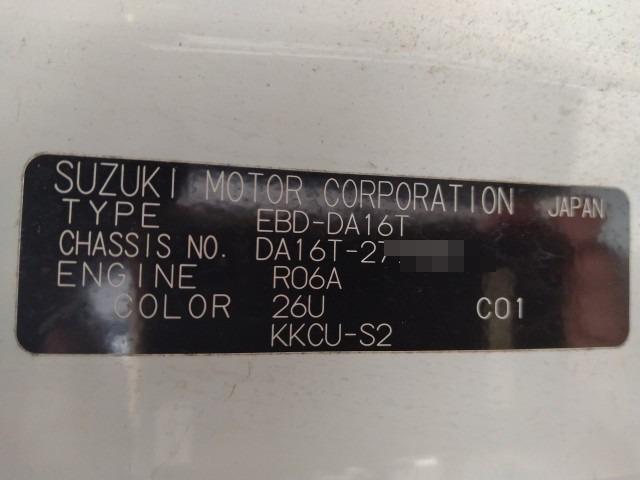 SUZUKI MOTOR CORPORATION JAPAN
TYPE EBD-DA16T
CHASSIS NO. DA16T-27
ENGINE R06A
COLOR 26U C01
KKCU-S2